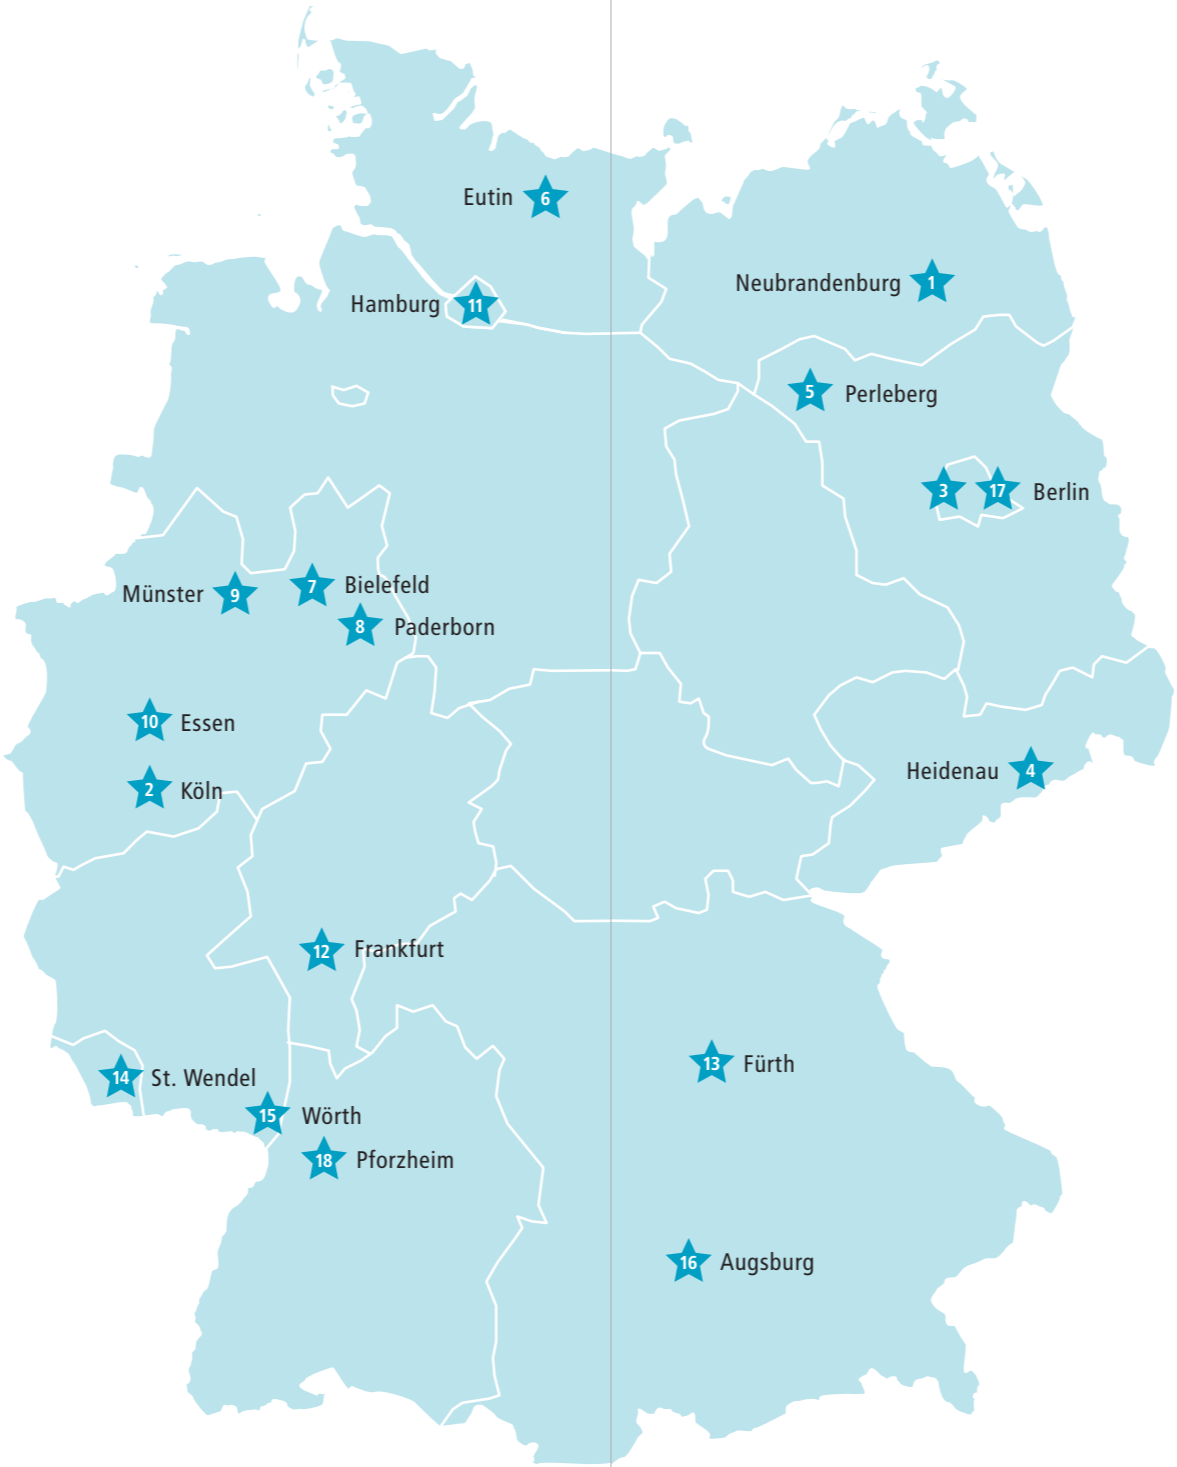 Eutin 6
Neubrandenburg 1
Hamburg 11
5 Perleberg
3 17 Berlin
Münster 9
7 Bielefeld
8 Paderborn
10 Essen
Heidenau 4
2 Köln
12 Frankfurt
13 Fürth
14 St. Wendel
15 Wörth
18 Pforzheim
16 Augsburg